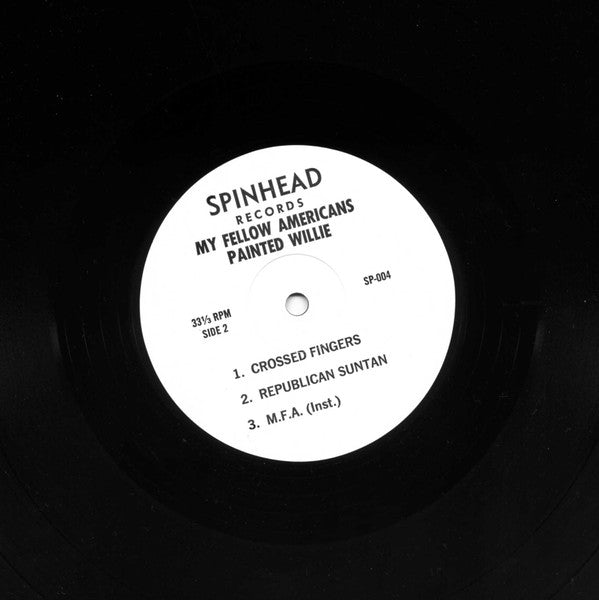 SPINHEAD
RECORDS
MY FELLOW AMERICANS
PAINTED WILLIE
33⅓ RPM
SIDE 2
SP-004
1. CROSSED FINGERS
2. REPUBLICAN SUNTAN
3. M.F.A. (Inst.)